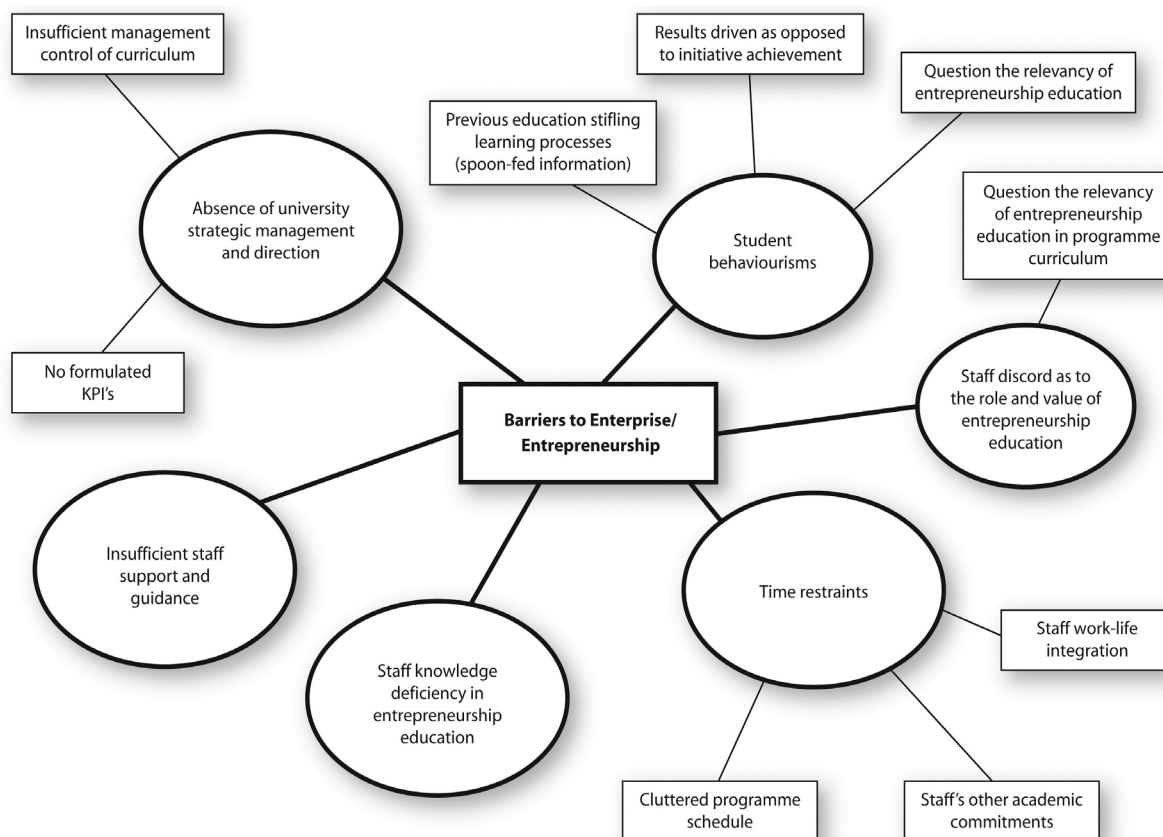 Insufficient management
control of curriculum
Results driven as opposed
to initiative achievement
Question the relevancy of
entrepreneurship education
Previous education stifling
learning processes
(spoon-fed information)
Absence of university
strategic management
and direction
Student
behaviourisms
Question the relevancy
of entrepreneurship
education in programme
curriculum
No formulated
KPI's
Barriers to Enterprise/
Entrepreneurship
Staff discord as to
the role and value of
entrepreneurship
education
Insufficient staff
support and
guidance
Time restraints
Staff work-life
integration
Staff knowledge
deficiency in
entrepreneurship
education
Cluttered programme
schedule
Staff's other academic
commitments